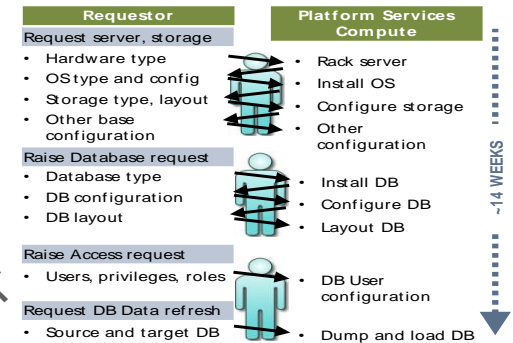 Requestor
Platform Services
Compute
Request server, storage
• Hardware type
• OS type and config
• Storage type, layout
• Other base
configuration
• Rack server
• Install OS
• Configure storage
• Other
configuration
Raise Database request
• Database type
• DB configuration
• DB layout
• Install DB
• Configure DB
• Layout DB
Raise Access request
• Users, privileges, roles
• DB User
configuration
Request DB Data refresh
• Source and target DB
• Dump and load DB
~14 WEEKS